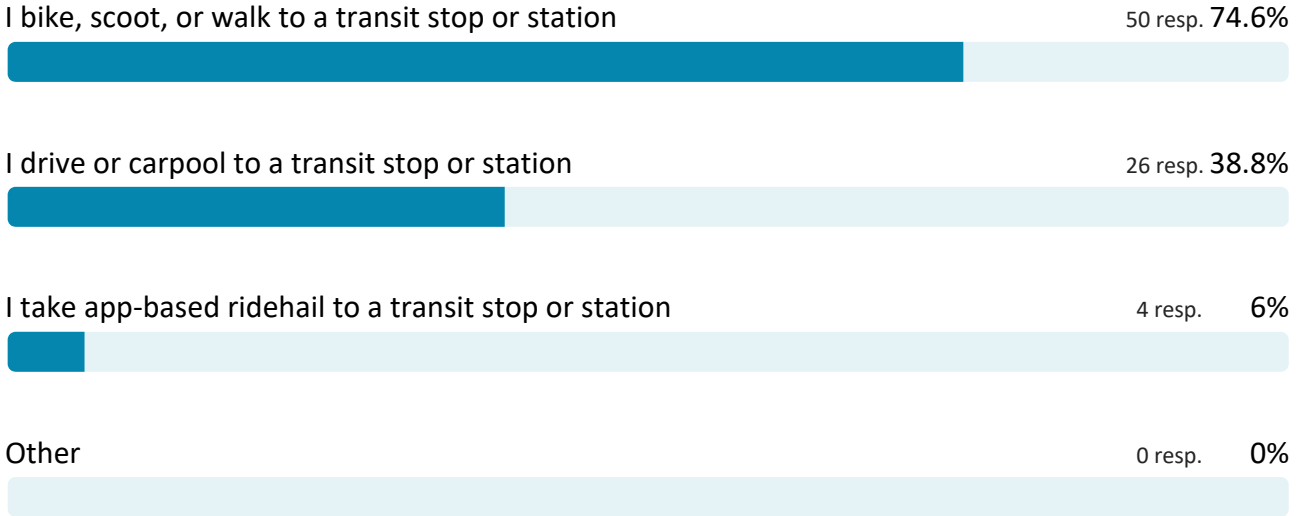 I bike, scoot, or walk to a transit stop or station 50 resp. 74.6%
I drive or carpool to a transit stop or station 26 resp. 38.8%
I take app-based ridehail to a transit stop or station 4 resp. 6%
Other 0 resp. 0%